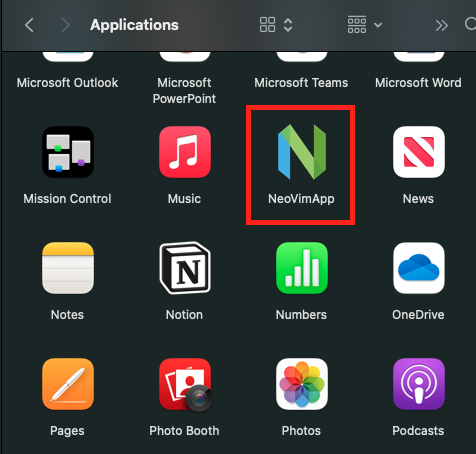 Applications
Microsoft Outlook
Microsoft PowerPoint
Microsoft Teams
Microsoft Word
Mission Control
Music
NeoVimApp
News
Notes
Notion
Numbers
OneDrive
Pages
Photo Booth
Photos
Podcasts